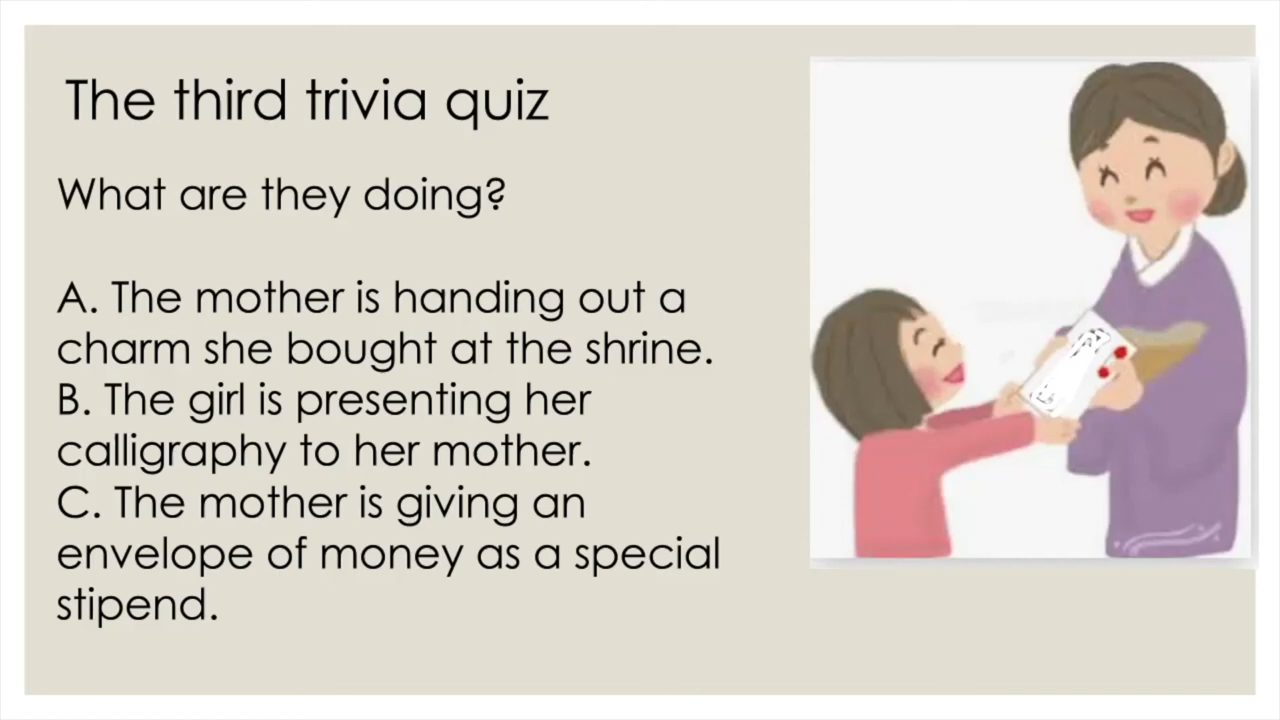 The third trivia quiz
What are they doing?
A. The mother is handing out a
charm she bought at the shrine.
B. The girl is presenting her
calligraphy to her mother.
C. The mother is giving an
envelope of money as a special
stipend.